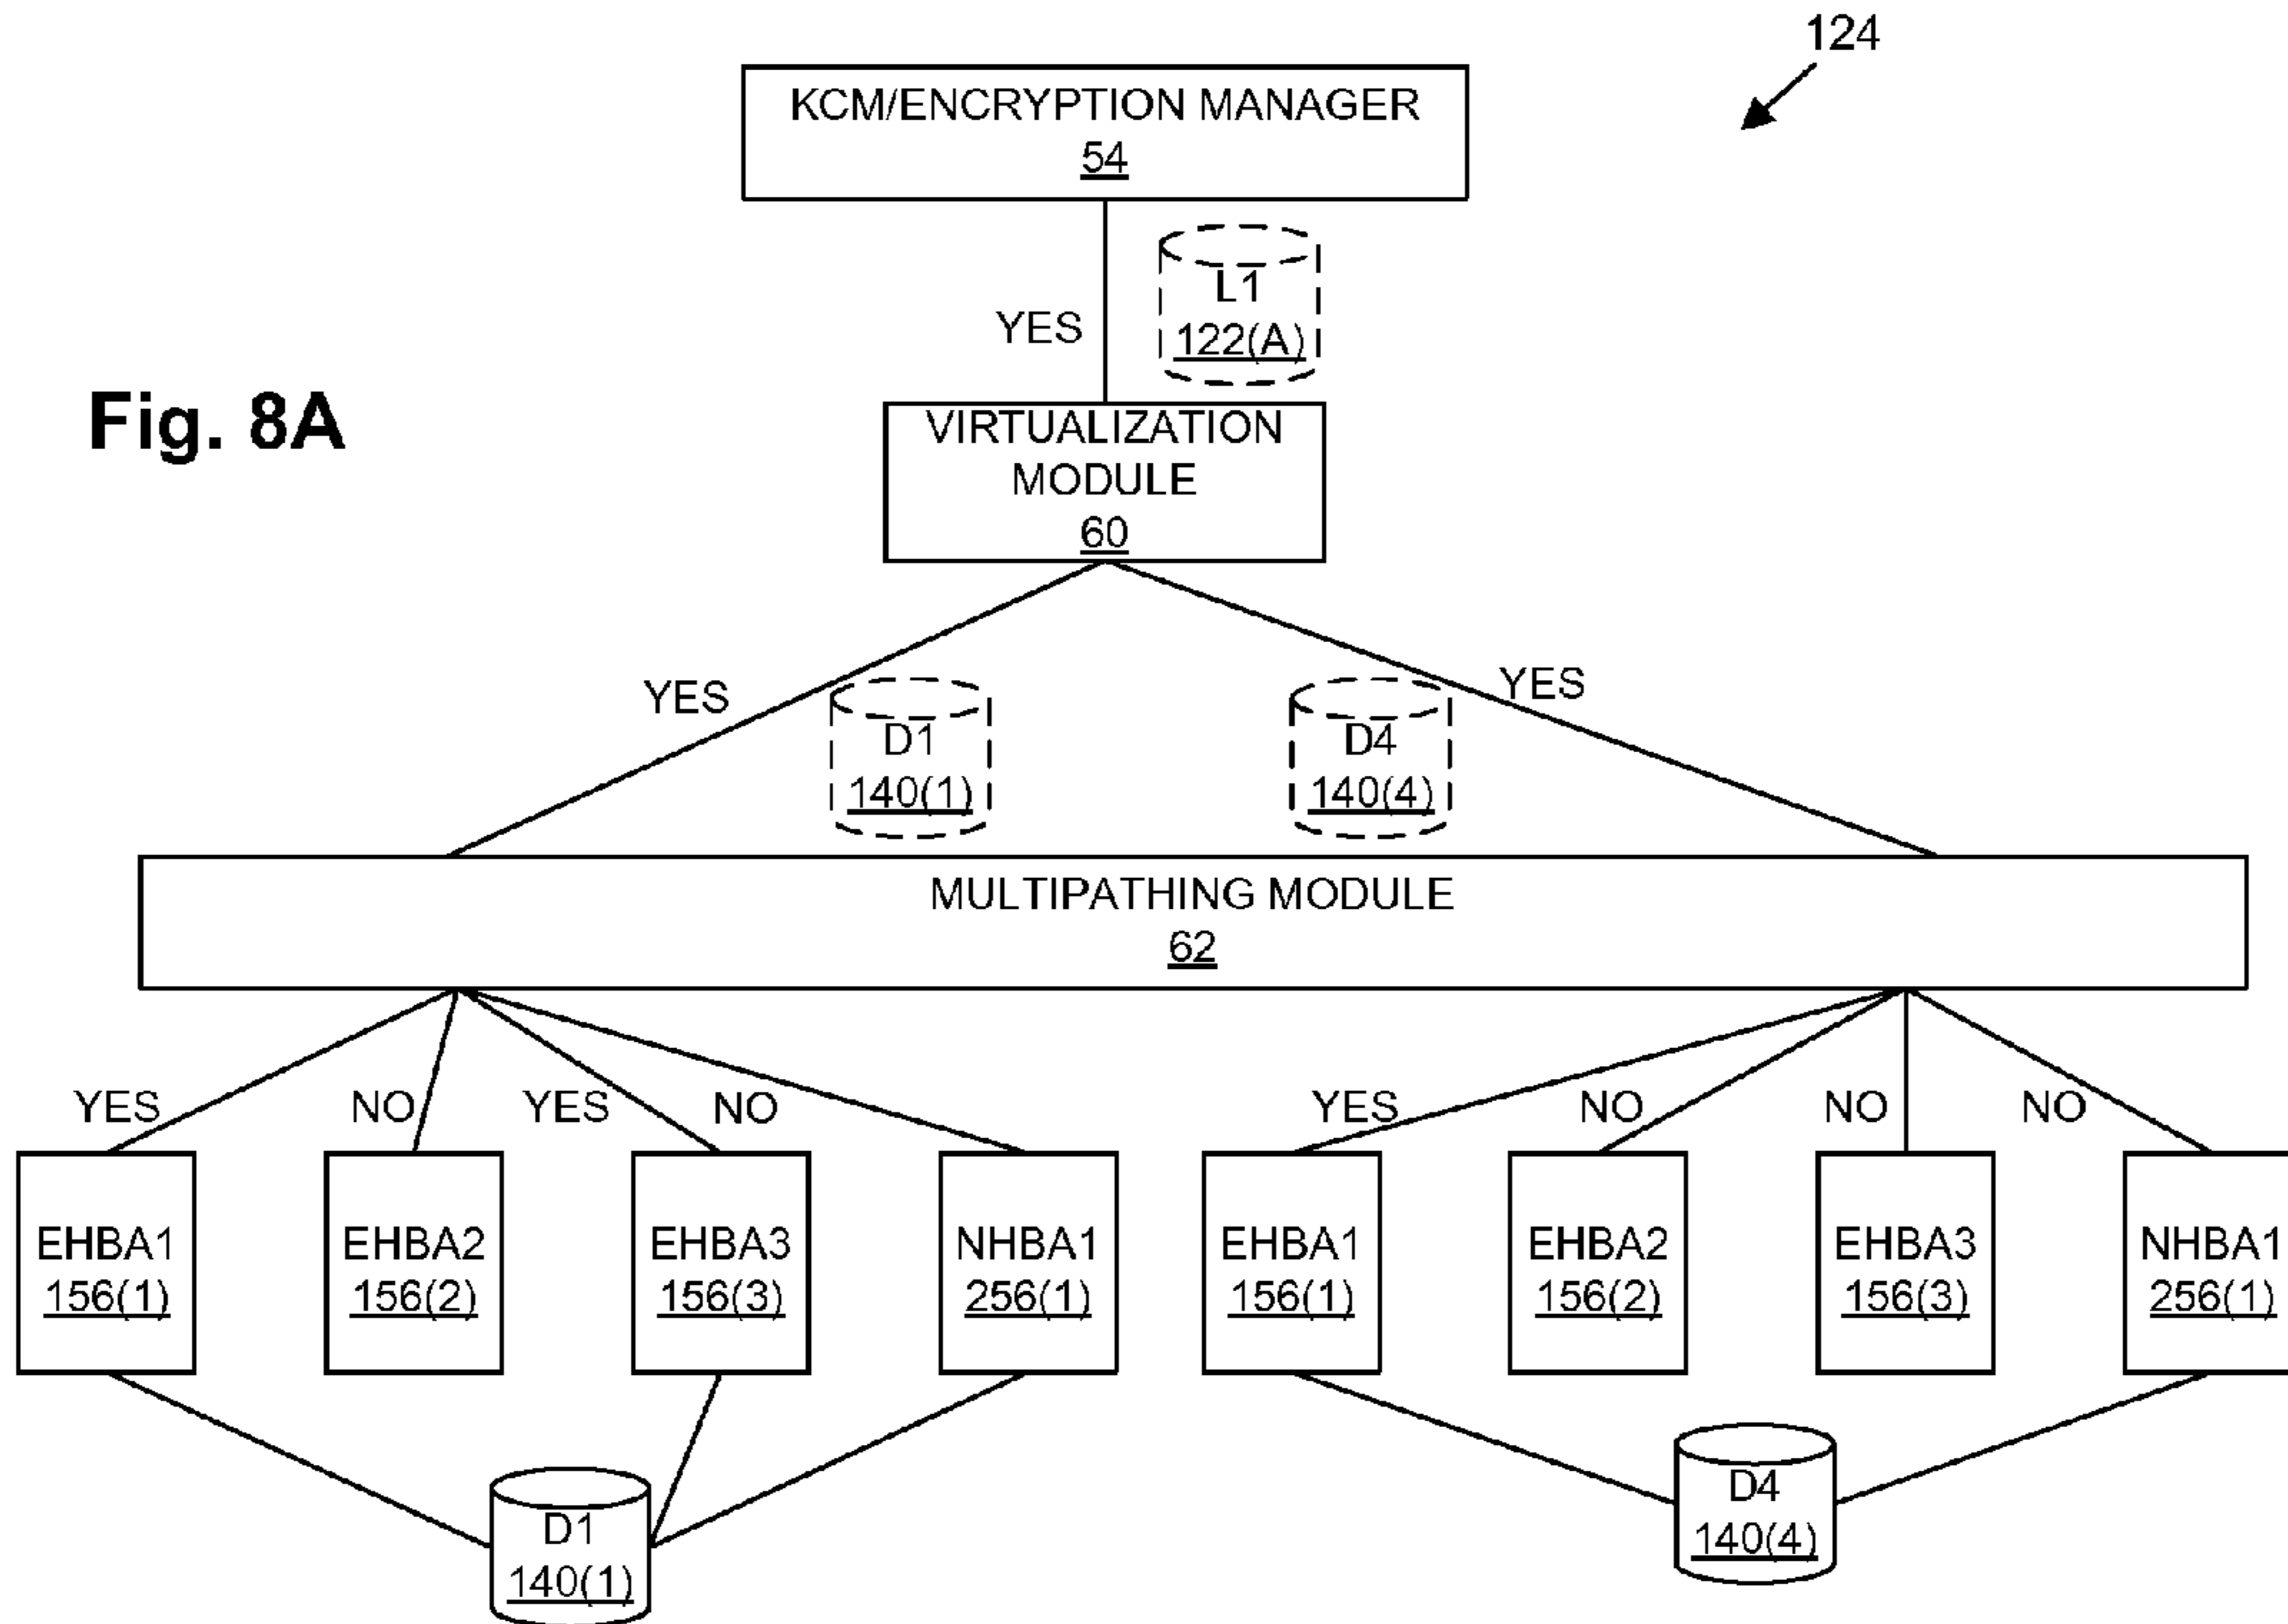 124
KCM/ENCRYPTION MANAGER
54
L1
122(A)
YES
Fig. 8A
VIRTUALIZATION
MODULE
60
YES
D1
140(1)
D4
140(4)
YES
MULTIPATHING MODULE
62
YES
NO
YES
NO
YES
NO
NO
NO
EHBA1
156(1)
EHBA2
156(2)
EHBA3
156(3)
NHBA1
256(1)
EHBA1
156(1)
EHBA2
156(2)
EHBA3
156(3)
NHBA1
256(1)
D1
140(1)
D4
140(4)